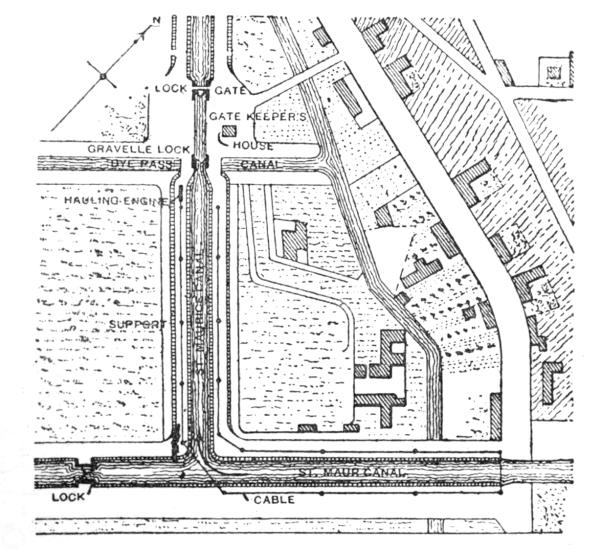 N
LOCK GATE
GATE KEEPER'S
HOUSE
GRAVELLE LOCK
BYE PASS CANAL
HAULING-ENGINE
ST. MAURICE CANAL
SUPPORT
ST. MAUR CANAL
LOCK
CABLE